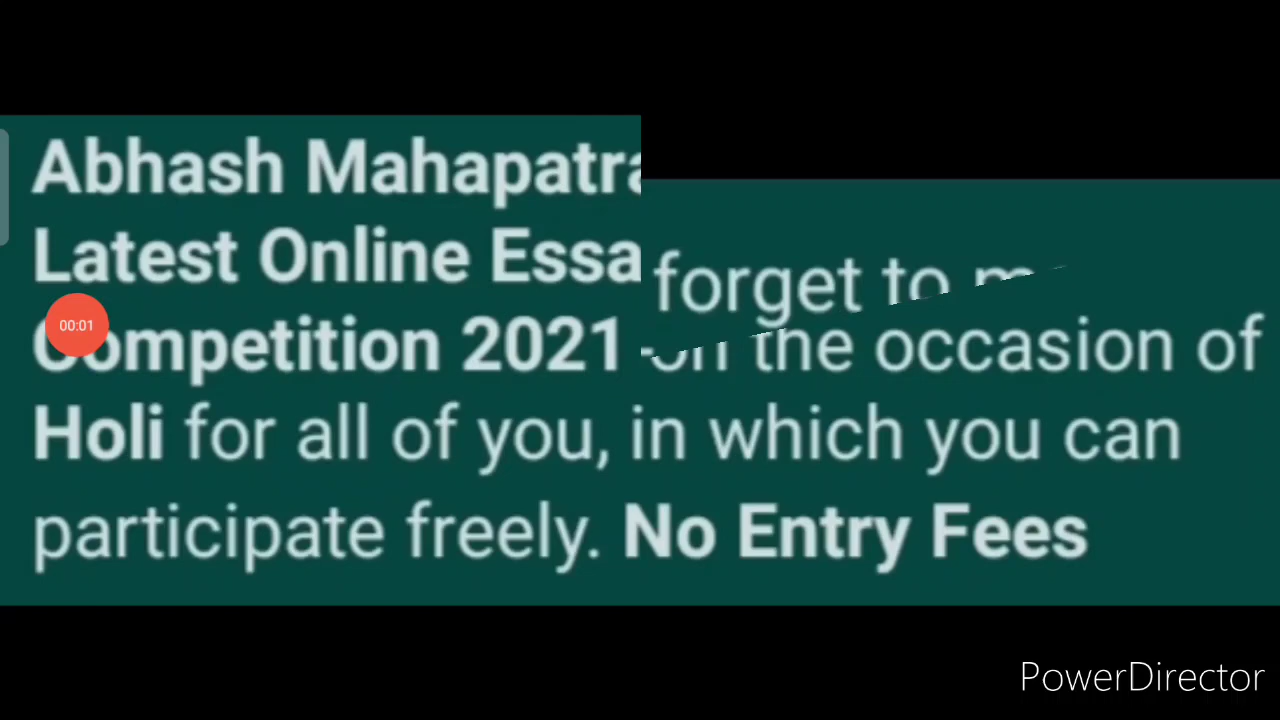 Abhash Mahapatra
Latest Online Essa
forget to
00:01
Competition 2021 on the occasion of
Holi for all of you, in which you can
participate freely. No Entry Fees
PowerDirector